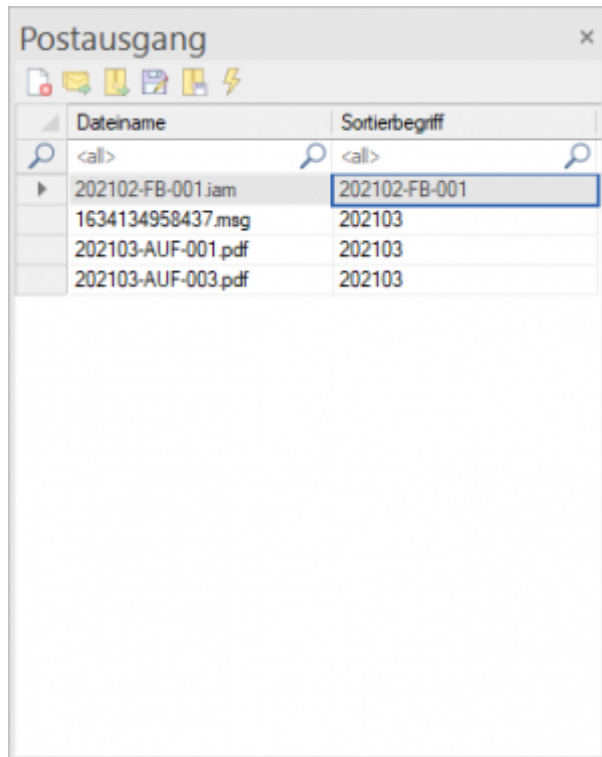 Postausgang
Dateiname Sortierbegriff
<all> <all>
202102-FB-001.iam 202102-FB-001
1634134958437.msg 202103
202103-AUF-001.pdf 202103
202103-AUF-003.pdf 202103